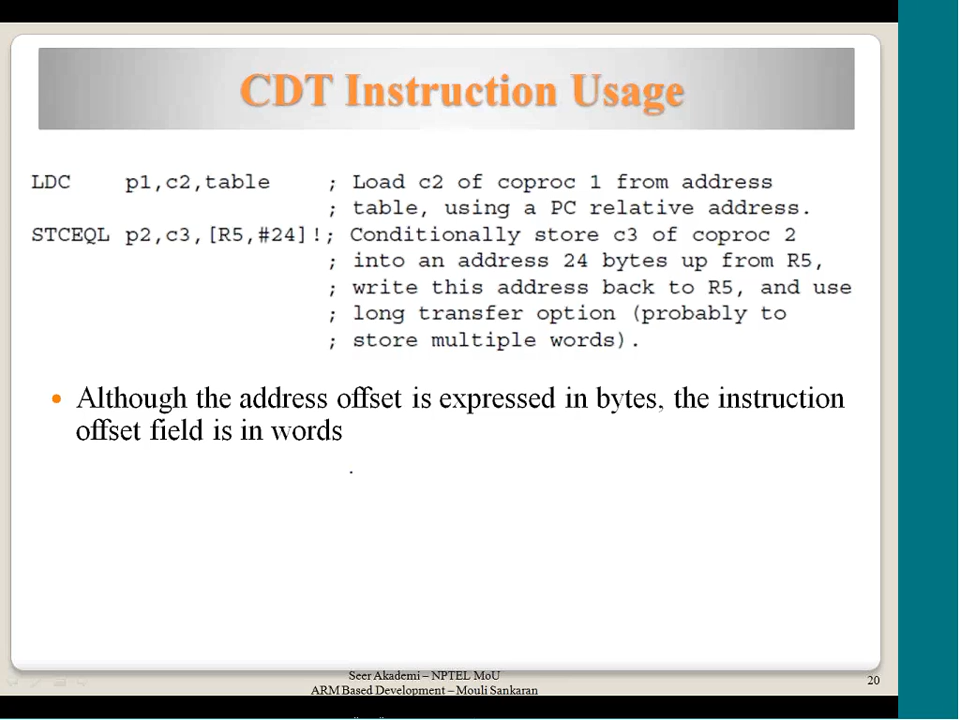 CDT Instruction Usage
LDC p1,c2,table ; Load c2 of coproc 1 from address
; table, using a PC relative address.
STCEQL p2,c3,[R5,#24]!; Conditionally store c3 of coproc 2
; into an address 24 bytes up from R5,
; write this address back to R5, and use
; long transfer option (probably to
; store multiple words).
• Although the address offset is expressed in bytes, the instruction
offset field is in words
.
Seer Akademi – NPTEL MoU
ARM Based Development – Mouli Sankaran
20